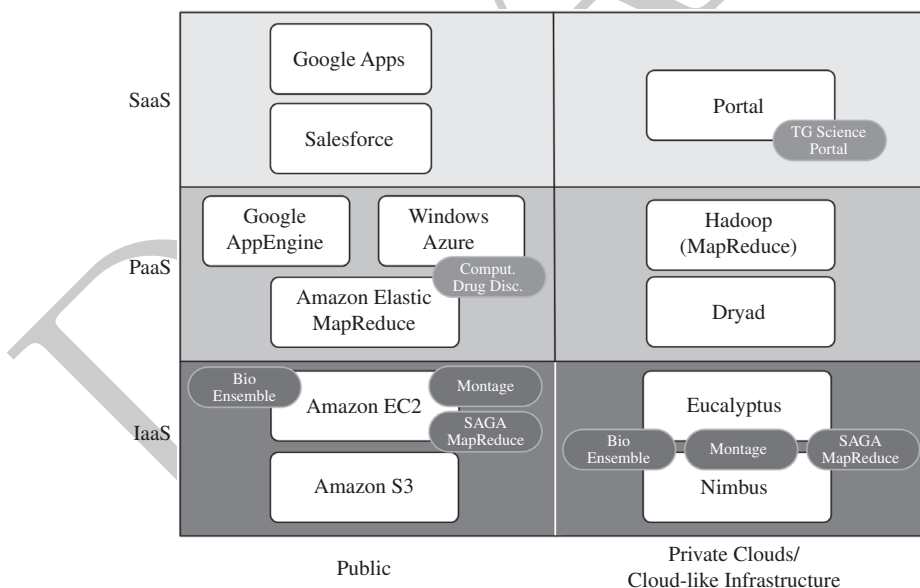 SaaS
Google Apps
Salesforce
Portal
TG Science
Portal
PaaS
Google
AppEngine
Windows
Azure
Comput.
Drug Disc.
Amazon Elastic
MapReduce
Hadoop
(MapReduce)
Dryad
IaaS
Bio
Ensemble
Amazon EC2
Montage
SAGA
MapReduce
Amazon S3
Eucalyptus
Bio
Ensemble
Montage
SAGA
MapReduce
Nimbus
Public
Private Clouds/
Cloud-like Infrastructure